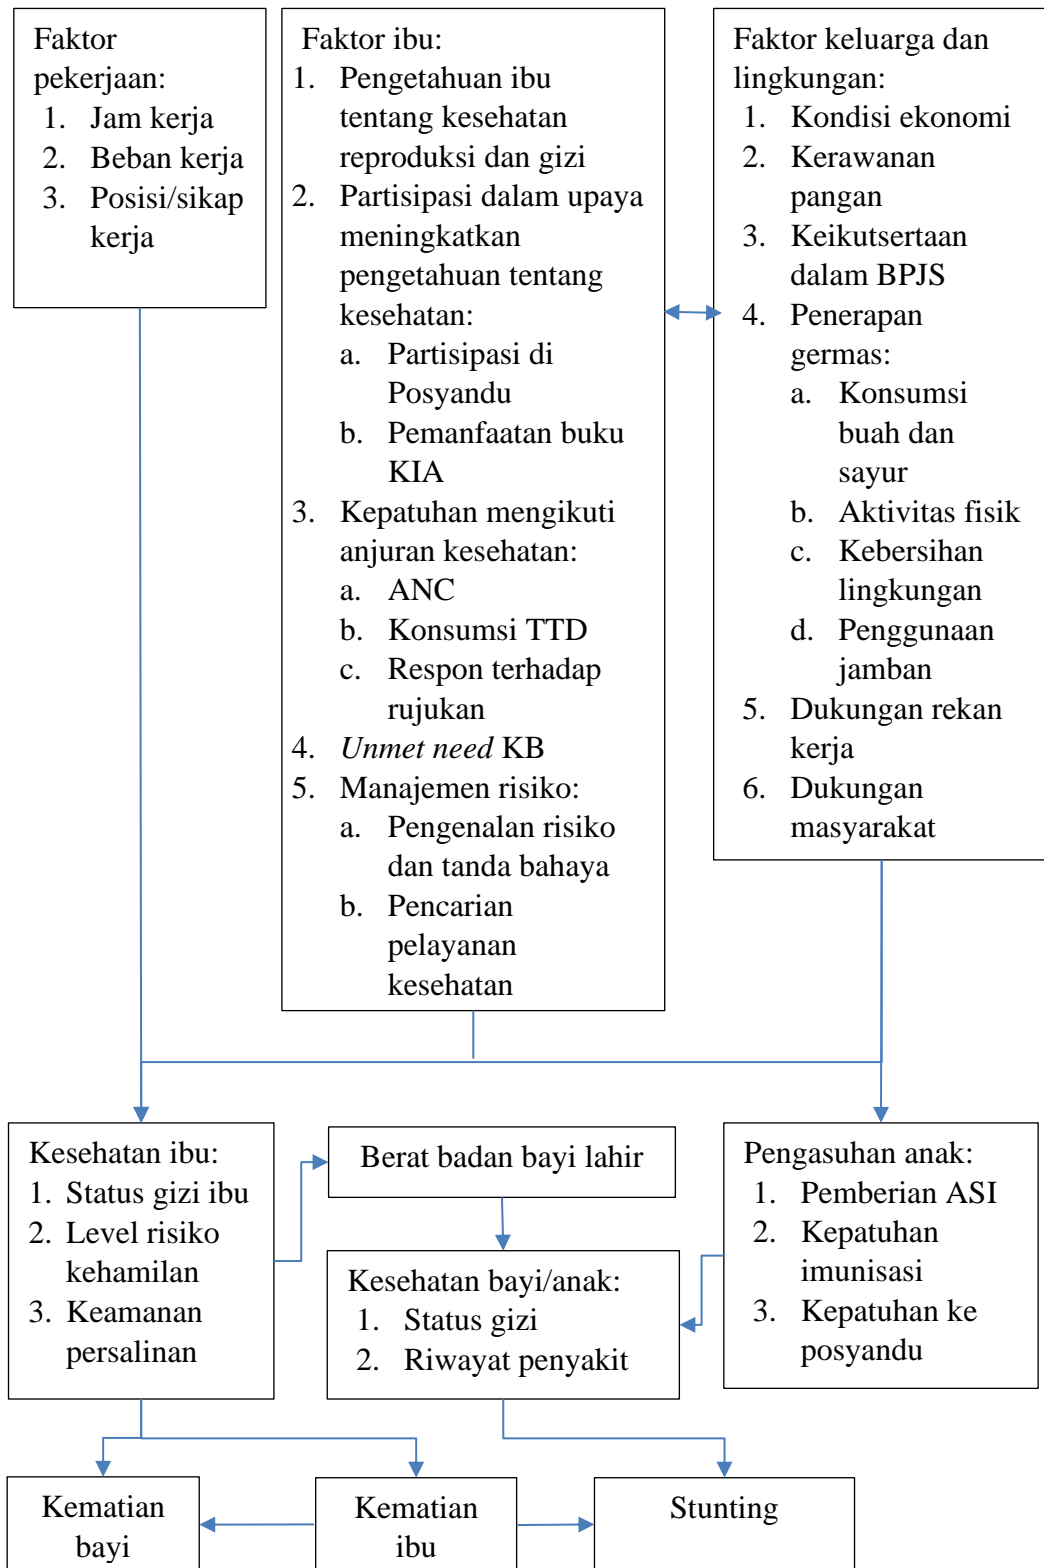 Faktor
pekerjaan:
1. Jam kerja
2. Beban kerja
3. Posisi/sikap
kerja
Faktor ibu:
1. Pengetahuan ibu
tentang kesehatan
reproduksi dan gizi
2. Partisipasi dalam upaya
meningkatkan
pengetahuan tentang
kesehatan:
a. Partisipasi di
Posyandu
b. Pemanfaatan buku
KIA
3. Kepatuhan mengikuti
anjuran kesehatan:
a. ANC
b. Konsumsi TTD
c. Respon terhadap
rujukan
4. Unmet need KB
5. Manajemen risiko:
a. Pengenalan risiko
dan tanda bahaya
b. Pencarian
pelayanan
kesehatan
Faktor keluarga dan
lingkungan:
1. Kondisi ekonomi
2. Kerawanan
pangan
3. Keikutsertaan
dalam BPJS
4. Penerapan
germas:
a. Konsumsi
buah dan
sayur
b. Aktivitas fisik
c. Kebersihan
lingkungan
d. Penggunaan
jamban
5. Dukungan rekan
kerja
6. Dukungan
masyarakat
Kesehatan ibu:
1. Status gizi ibu
2. Level risiko
kehamilan
3. Keamanan
persalinan
Berat badan bayi lahir
Kesehatan bayi/anak:
1. Status gizi
2. Riwayat penyakit
Pengasuhan anak:
1. Pemberian ASI
2. Kepatuhan
imunisasi
3. Kepatuhan ke
posyandu
Kematian
bayi
Kematian
ibu
Stunting